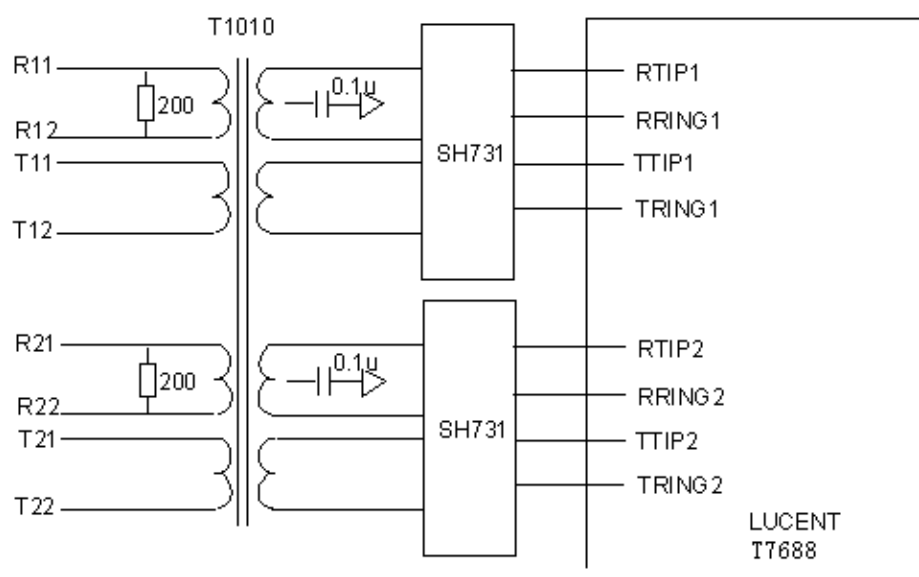 T1010
R11
200
0.1u
RTIP1
R12
RRING1
T11
SH731
TTIP1
T12
TRING1
R21
200
0.1u
RTIP2
R22
RRING2
T21
SH731
TTIP2
T22
TRING2
LUCENT
T7688